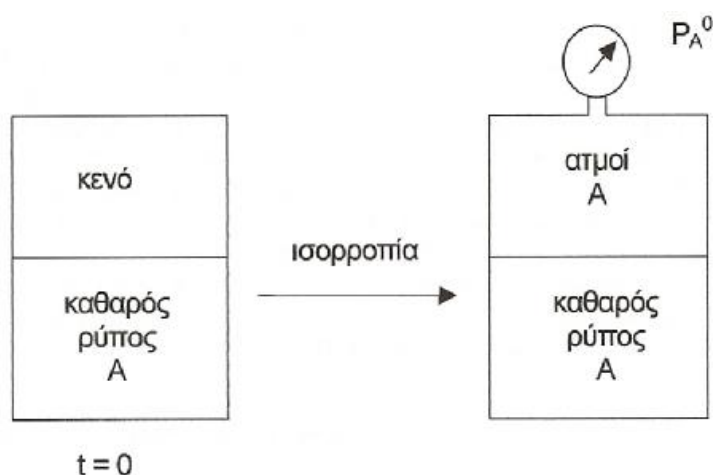 P_A^0
κενό
ατμοί
Α
ισορροπία
καθαρός
ρύπος
Α
καθαρός
ρύπος
Α
t = 0